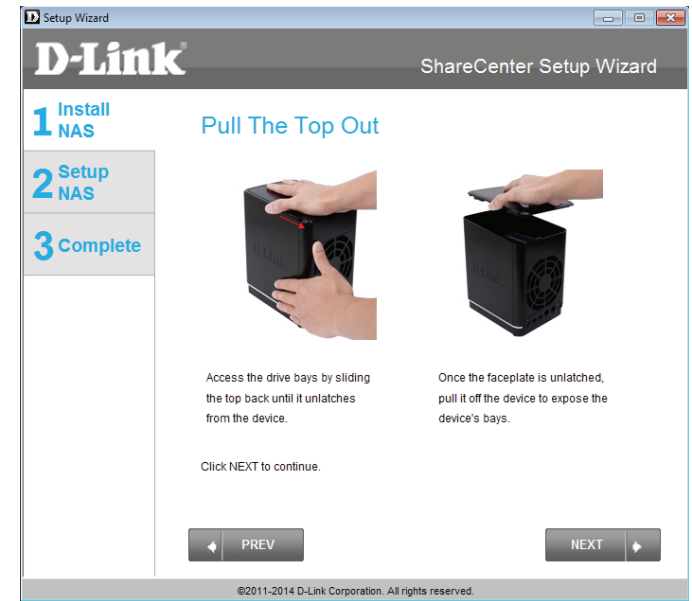 Setup Wizard
D-Link
ShareCenter Setup Wizard
1 Install
NAS
2 Setup
NAS
3 Complete
Pull The Top Out
D-Link
D-Link
Access the drive bays by sliding
the top back until it unlatches
from the device.
Once the faceplate is unlatched,
pull it off the device to expose the
device's bays.
Click NEXT to continue.
PREV
NEXT
©2011-2014 D-Link Corporation. All rights reserved.